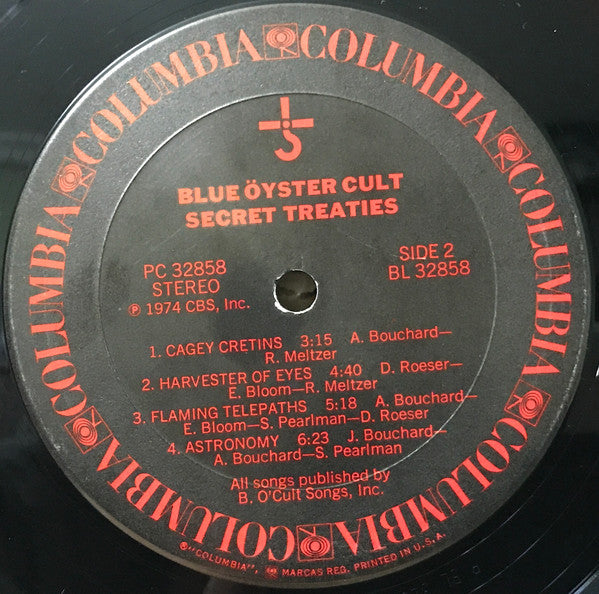 COLUMBIA COLUMBIA COLUMBIA COLUMBIA COLUMBIA COLUMBIA
BLUE ÖYSTER CULT
SECRET TREATIES
PC 32858
STEREO
℗ 1974 CBS, Inc.
SIDE 2
BL 32858
1. CAGEY CRETINS 3:15 A. Bouchard—
R. Meltzer
2. HARVESTER OF EYES 4:40 D. Roeser—
E. Bloom—R. Meltzer
3. FLAMING TELEPATHS 5:18 A. Bouchard—
E. Bloom—S. Pearlman—D. Roeser
4. ASTRONOMY 6:23 J. Bouchard—
A. Bouchard—S. Pearlman
All songs published by
B. O'Cult Songs, Inc.
®"COLUMBIA", MARCAS REG. PRINTED IN U.S.A.